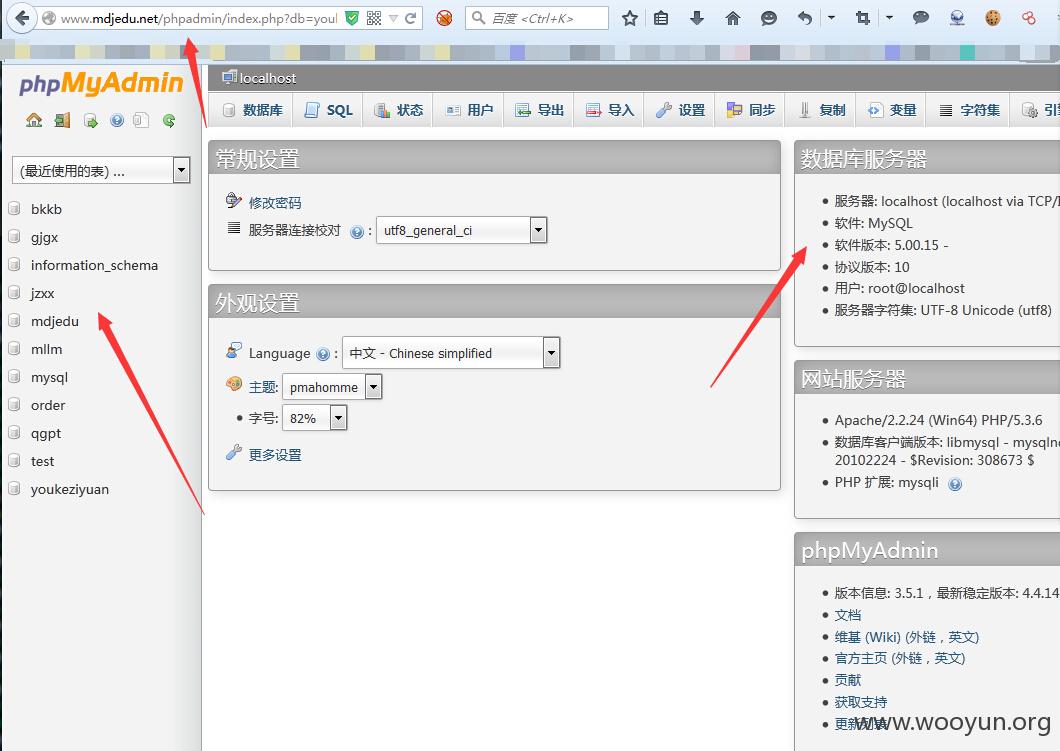 www.mdjedu.net/phpadmin/index.php?db=youl
百度 <Ctrl+K>
phpMyAdmin
(最近使用的表) ...
bkkb
gjgx
information_schema
jzxx
mdjedu
mllm
mysql
order
qgpt
test
youkeziyuan
localhost
数据库 SQL 状态 用户 导出 导入 设置 同步 复制 变量 字符集 引
常规设置
修改密码
服务器连接校对 : utf8_general_ci
外观设置
Language : 中文 - Chinese simplified
主题: pmahomme
字号: 82%
更多设置
数据库服务器
服务器: localhost (localhost via TCP/I
软件: MySQL
软件版本: 5.00.15 -
协议版本: 10
用户: root@localhost
服务器字符集: UTF-8 Unicode (utf8)
网站服务器
Apache/2.2.24 (Win64) PHP/5.3.6
数据库客户端版本: libmysql - mysqln
20102224 - $Revision: 308673 $
PHP 扩展: mysqli
phpMyAdmin
版本信息: 3.5.1，最新稳定版本: 4.4.14
文档
维基 (Wiki) (外链，英文)
官方主页 (外链，英文)
贡献
获取支持
更新列表
www.wooyun.org